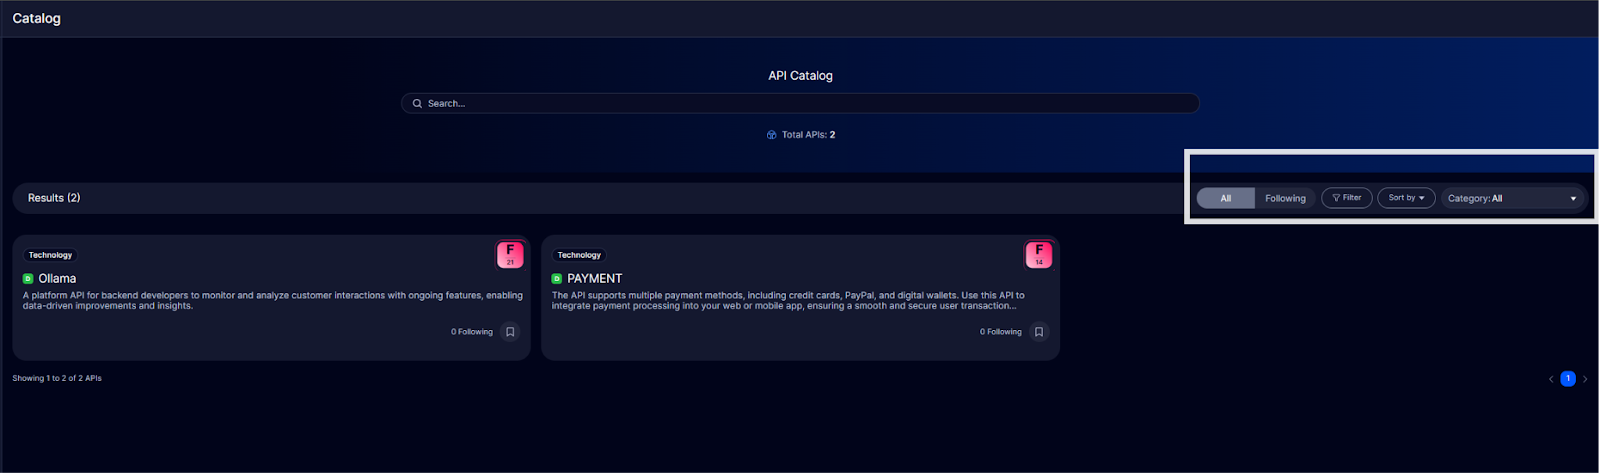 Catalog
API Catalog
Search...
Total APIs: 2
Results (2)
All
Following
Filter
Sort by
Category: All
Technology
F
21
D
Ollama
A platform API for backend developers to monitor and analyze customer interactions with ongoing features, enabling
data-driven improvements and insights.
0 Following
Technology
F
14
D
PAYMENT
The API supports multiple payment methods, including credit cards, PayPal, and digital wallets. Use this API to
integrate payment processing into your web or mobile app, ensuring a smooth and secure user transaction...
0 Following
Showing 1 to 2 of 2 APIs
1